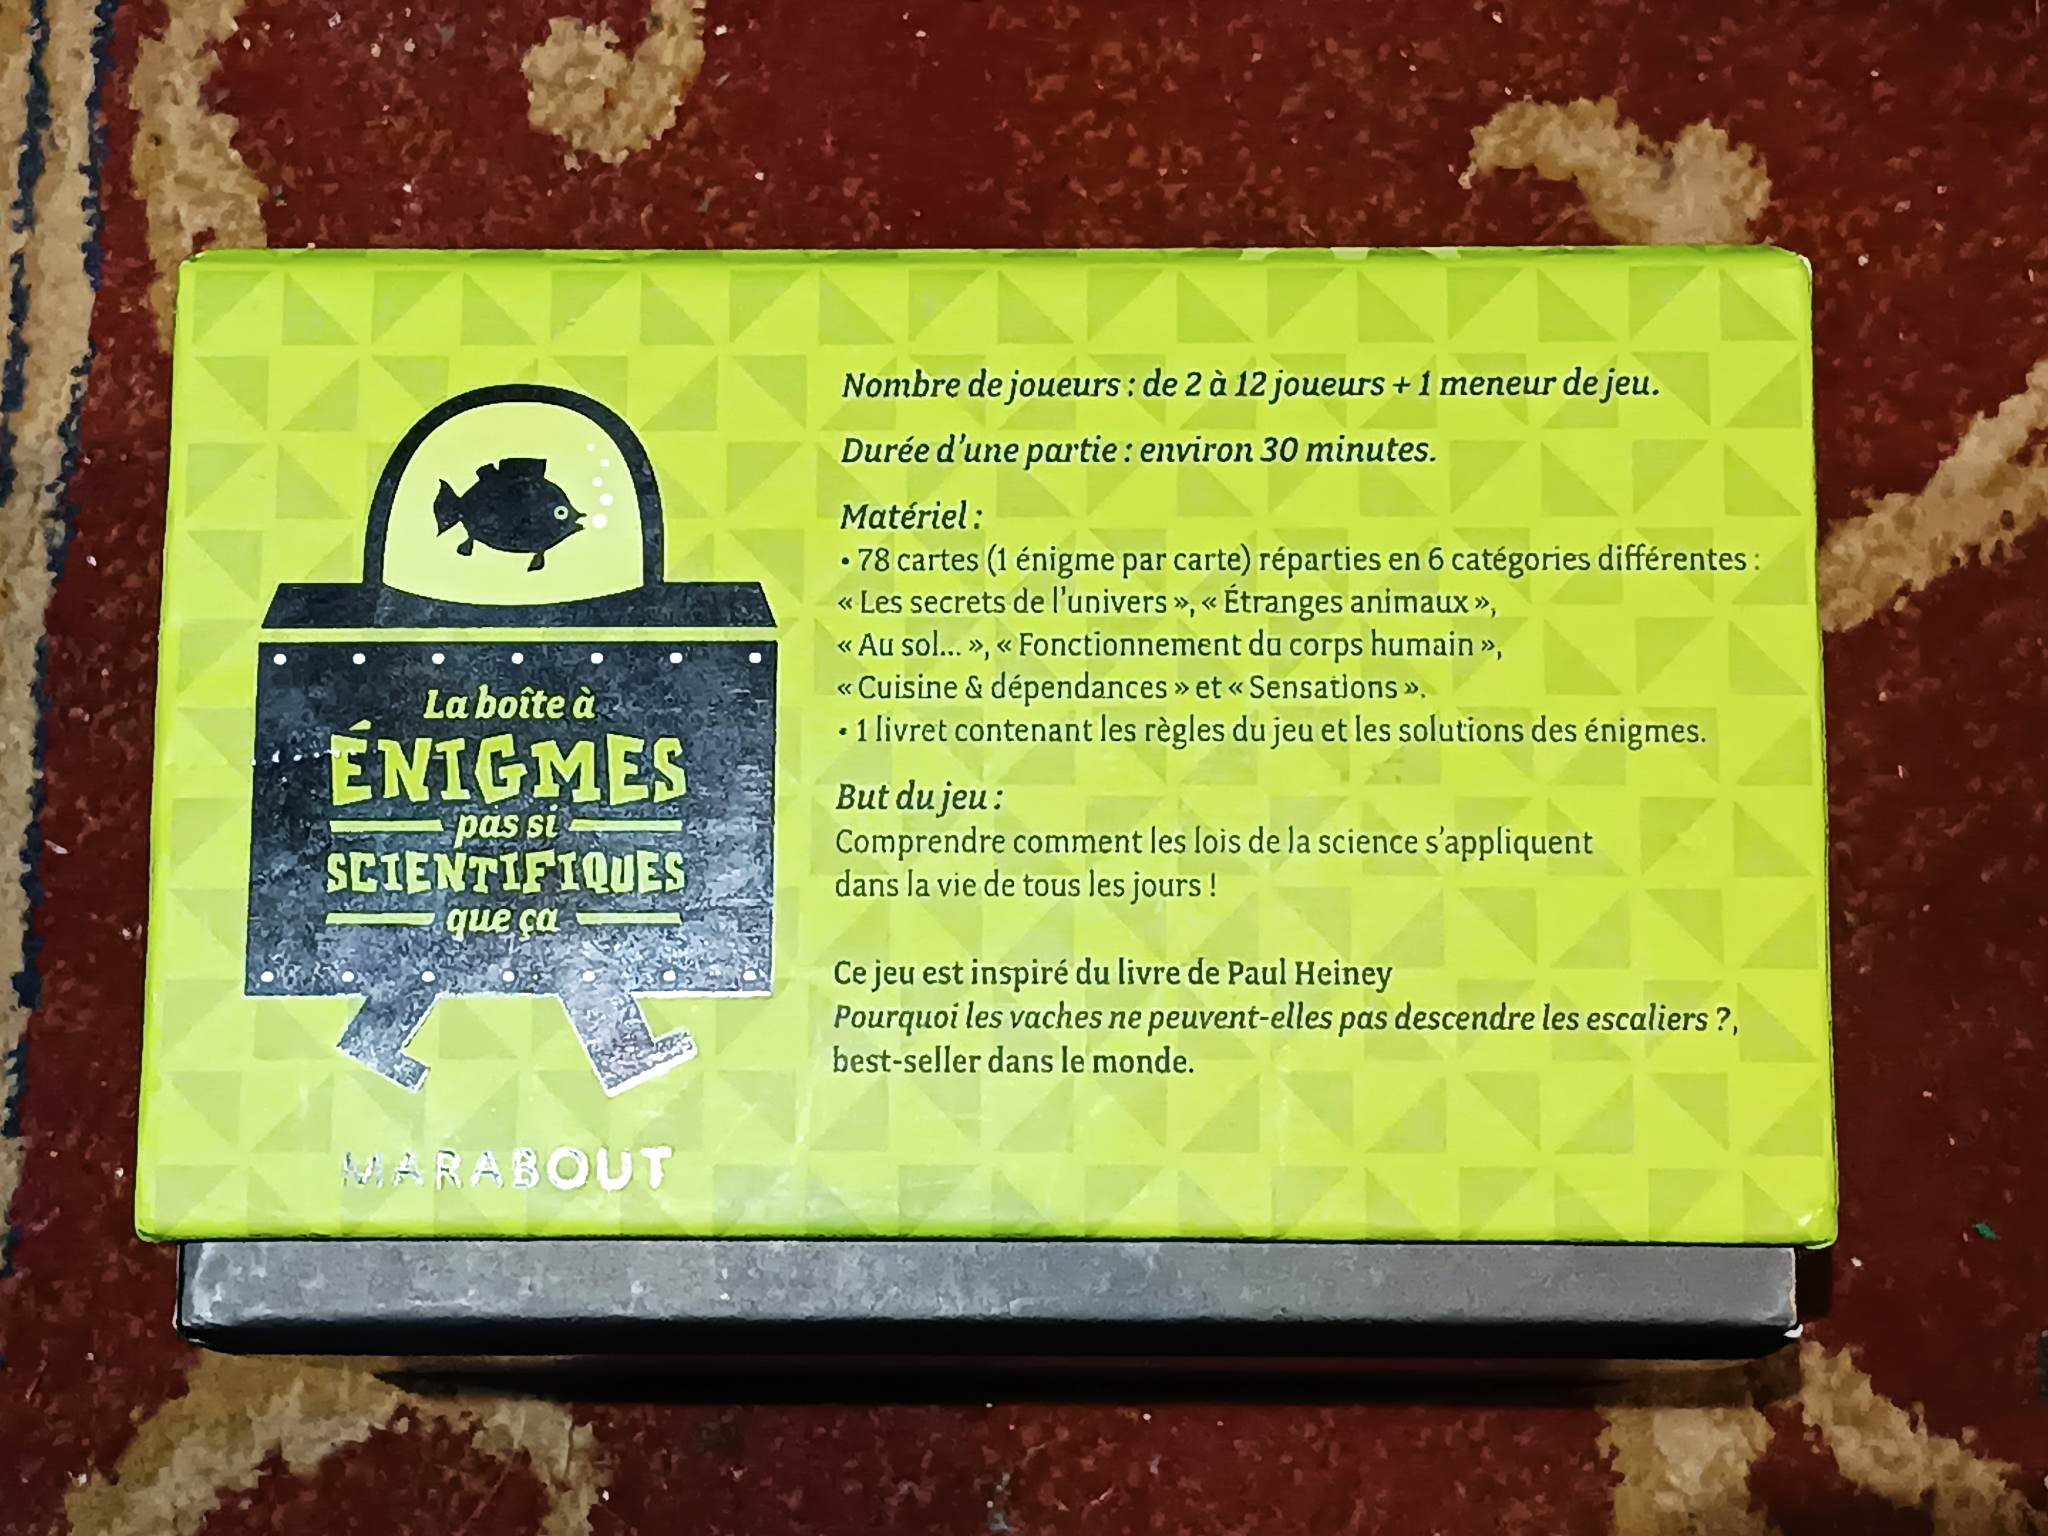 La boîte à
ÉNIGMES
pas si
SCIENTIFIQUES
que ça
MARABOUT
Nombre de joueurs : de 2 à 12 joueurs + 1 meneur de jeu.
Durée d'une partie : environ 30 minutes.
Matériel :
• 78 cartes (1 énigme par carte) réparties en 6 catégories différentes :
« Les secrets de l'univers », « Étranges animaux »,
« Au sol... », « Fonctionnement du corps humain »,
« Cuisine & dépendances » et « Sensations ».
• 1 livret contenant les règles du jeu et les solutions des énigmes.
But du jeu :
Comprendre comment les lois de la science s'appliquent
dans la vie de tous les jours !
Ce jeu est inspiré du livre de Paul Heiney
Pourquoi les vaches ne peuvent-elles pas descendre les escaliers ?,
best-seller dans le monde.